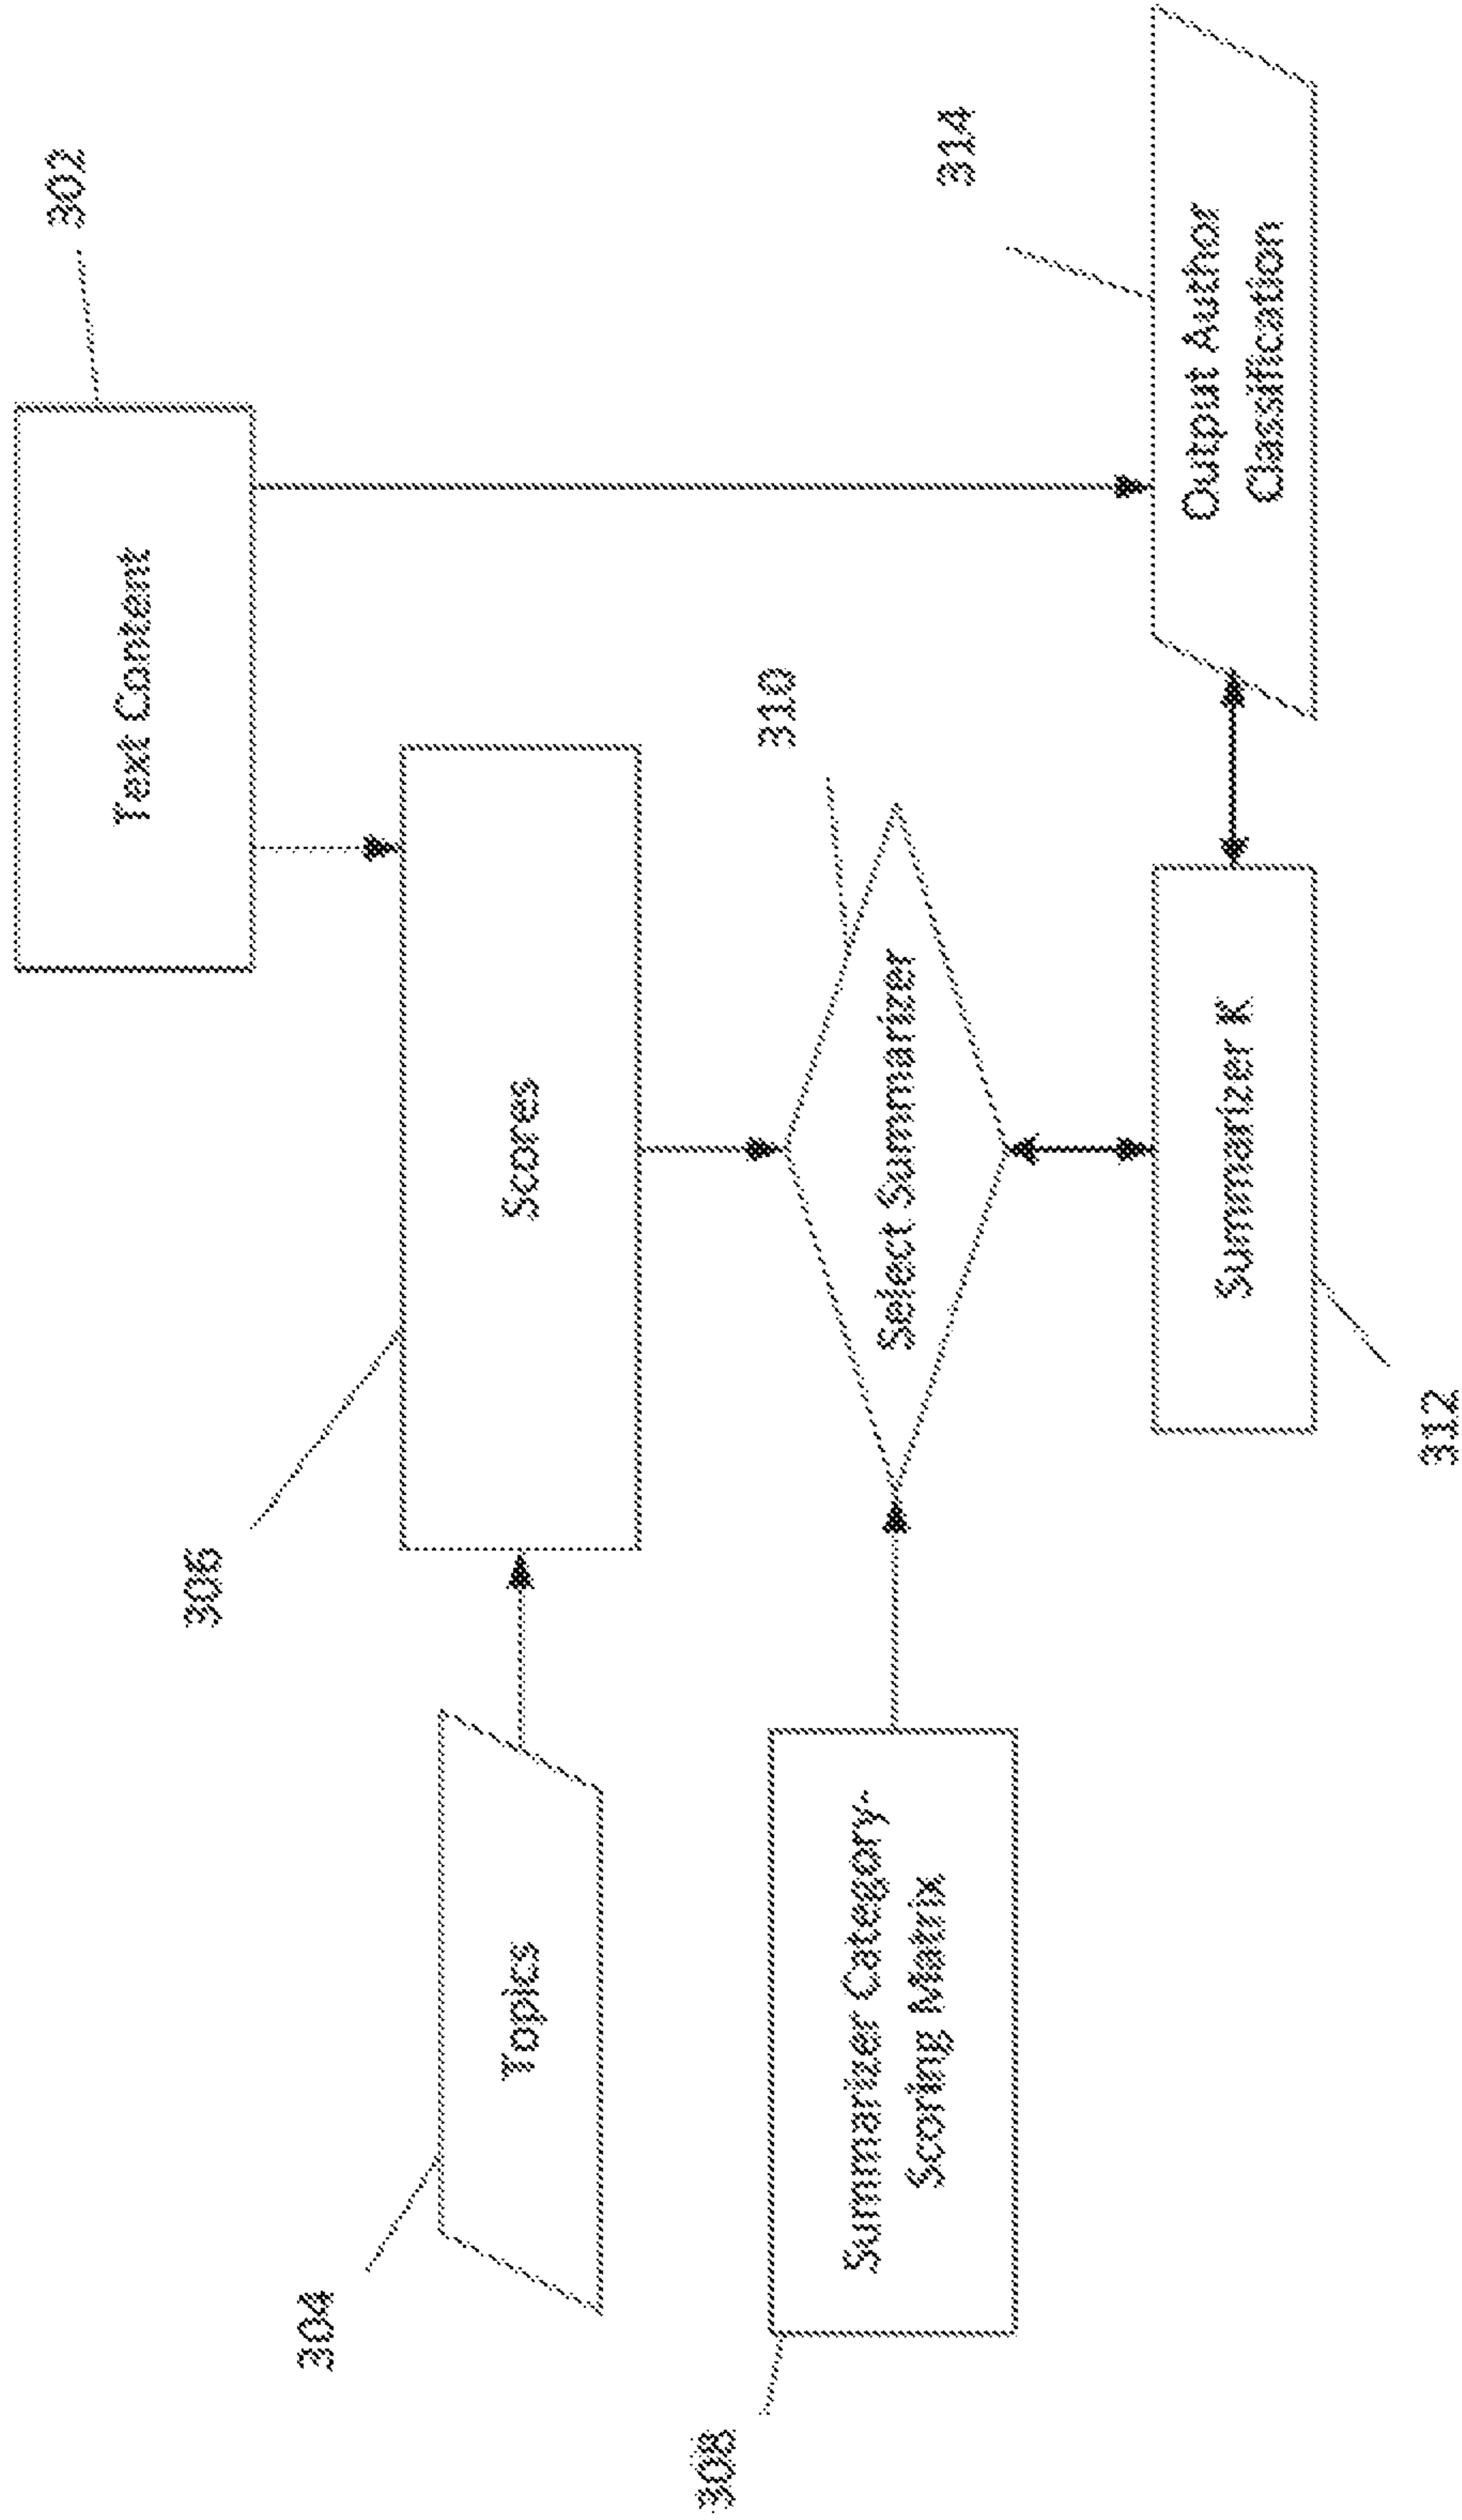 302
Text Content
306
Scores
304
Topics
310
Select Summarizer
308
Summarizer Category-
Scoring Matrix
Summarizer K
312
314
Output Author
Classification